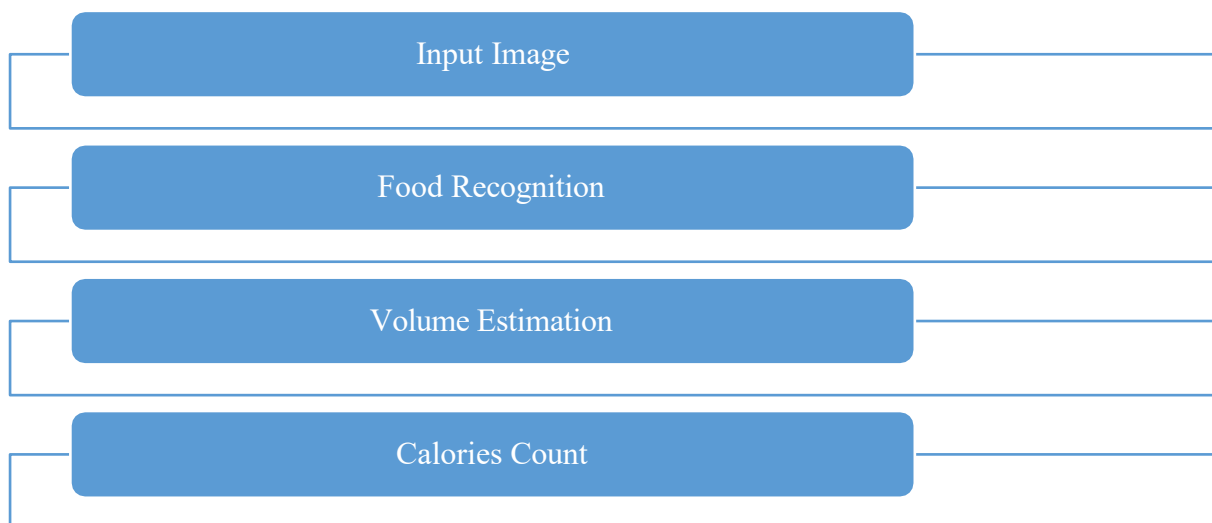 Input Image
Food Recognition
Volume Estimation
Calories Count